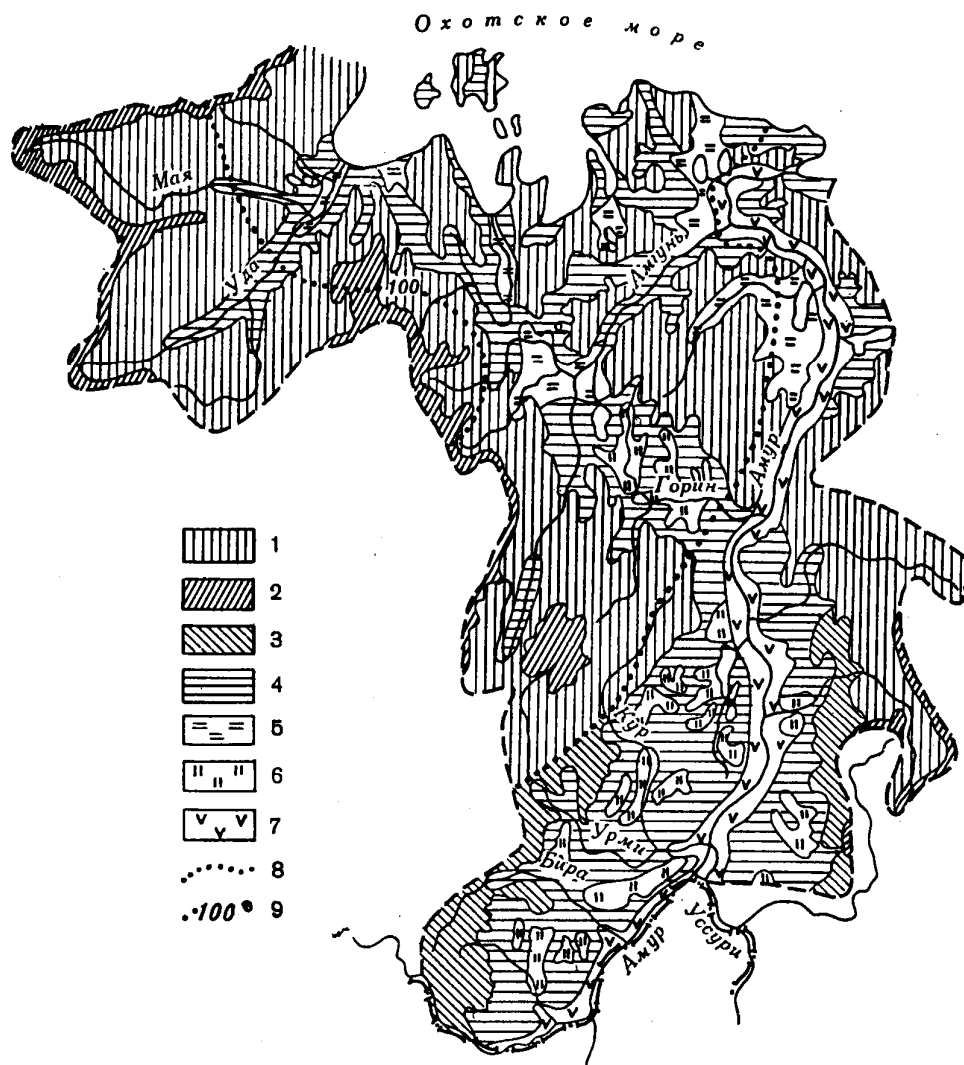 Охотское море
Мая
Уда
100
Амгунь
Амур
Горин
Кур
Урми
Бира
Амур
Уссури
1
2
3
4
5
6
7
8
100 9